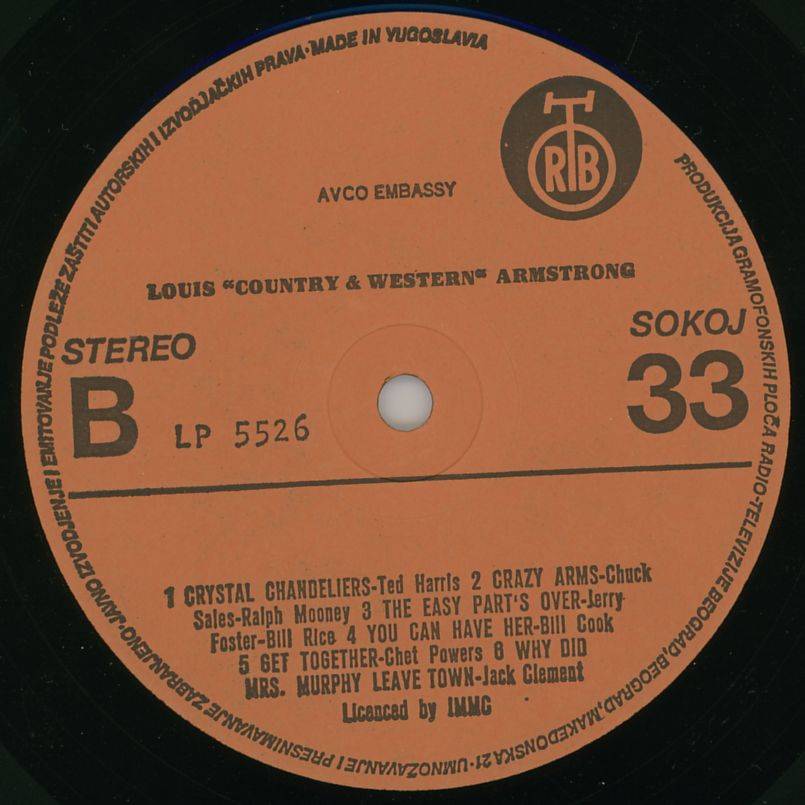 PRODUKCIJA GRAMOFONSKIH PLOČA RADIO-TELEVIZIJE BEOGRAD, BEOGRAD, MAKEDONSKA 21 · UMNOŽAVANJE I PRESNIMAVANJE ZABRANJENO · JAVNO IZVODJENJE I EMITOVANJE PODLEŽE ZAŠTITI AUTORSKIH I IZVODJAČKIH PRAVA · MADE IN YUGOSLAVIA
RTB
AVCO EMBASSY
LOUIS “COUNTRY & WESTERN“ ARMSTRONG
STEREO
SOKOJ
B
LP 5526
33
1 CRYSTAL CHANDELIERS-Ted Harris 2 CRAZY ARMS-Chuck
Sales-Ralph Mooney 3 THE EASY PART'S OVER-Jerry
Foster-Bill Rice 4 YOU CAN HAVE HER-Bill Cook
5 GET TOGETHER-Chet Powers 6 WHY DID
MRS. MURPHY LEAVE TOWN-Jack Clement
Licenced by IMMC